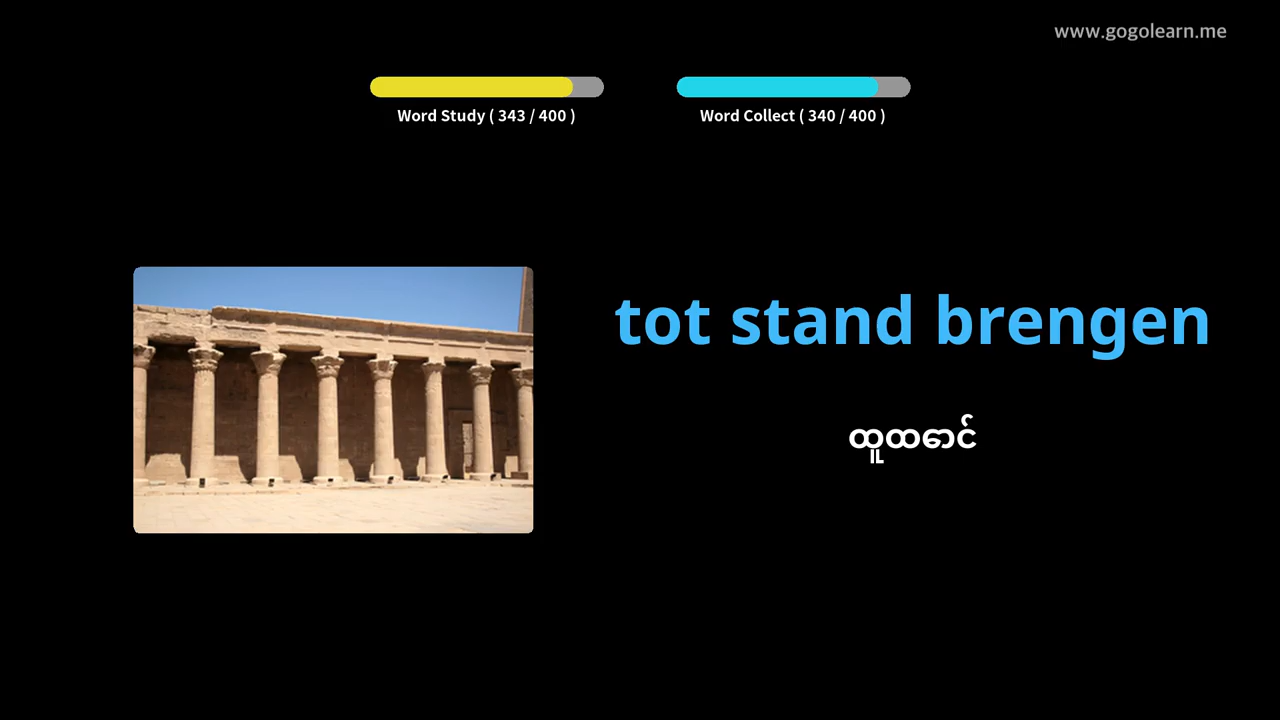 www.gogolearn.me
Word Study ( 343 / 400 )
Word Collect ( 340 / 400 )
tot stand brengen
ထူထောင်